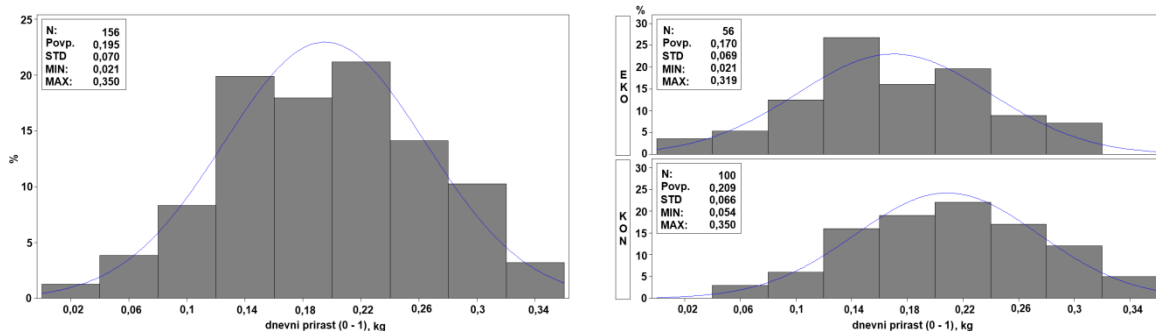 25
20
15
10
5
0
%
N: 156
Povp. 0,195
STD 0,070
MIN: 0,021
MAX: 0,350
0,02 0,06 0,1 0,14 0,18 0,22 0,26 0,3 0,34
dnevni prirast (0 - 1), kg
%
30
25
20
15
10
5
0
EKO
N: 56
Povp. 0,170
STD 0,069
MIN: 0,021
MAX: 0,319
30
25
20
15
10
5
0
KON
N: 100
Povp. 0,209
STD 0,066
MIN: 0,054
MAX: 0,350
0,02 0,06 0,1 0,14 0,18 0,22 0,26 0,3 0,34
dnevni prirast (0 - 1), kg